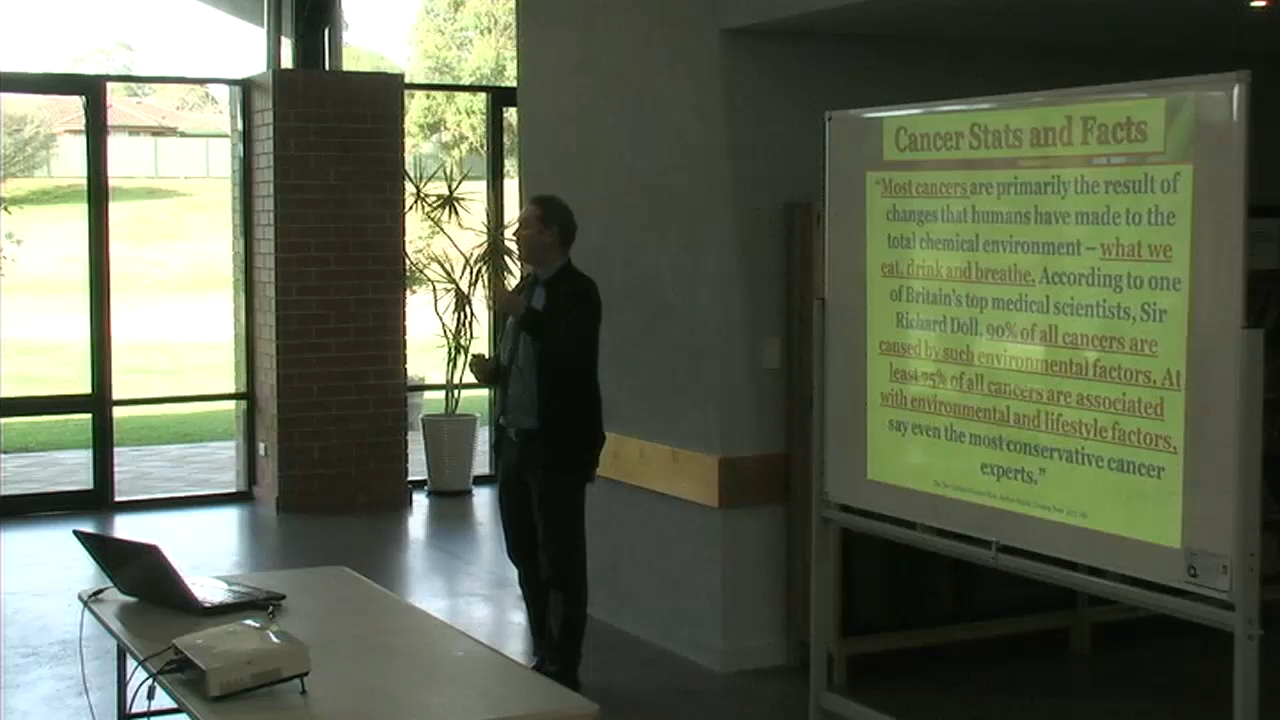 Cancer Stats and Facts
“Most cancers are primarily the result of
changes that humans have made to the
total chemical environment – what we
eat, drink and breathe. According to one
of Britain's top medical scientists, Sir
Richard Doll, 90% of all cancers are
caused by such environmental factors. At
least 75% of all cancers are associated
with environmental and lifestyle factors,
say even the most conservative cancer
experts.”